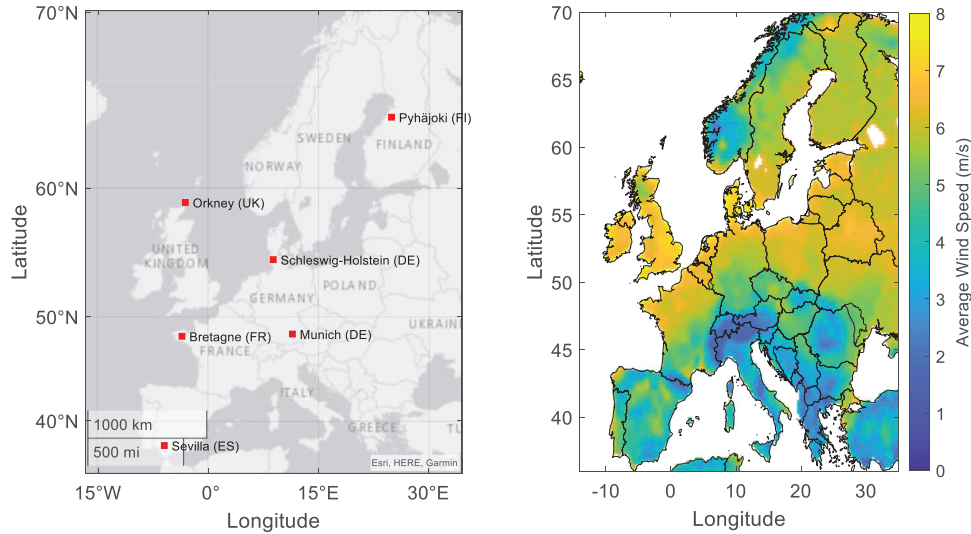 Latitude
60°N
50°N
40°N
15°W
0°
15°E
30°E
Longitude
Pyhäjoki (FI)
SWEDEN
FINLAND
NORWAY
Orkney (UK)
UNITED
KINGDOM
Schleswig-Holstein (DE)
POLAND
GERMANY
UKRAIN
Bretagne (FR)
Munich (DE)
FRANCE
ITALY
1000 km
GREECE
TÜ
500 mi
Sevilla (ES)
Esri, HERE, Garmin
Latitude
70
65
60
55
50
45
40
-10
0
10
20
30
Longitude
8
7
6
5
4
3
2
1
0
Average Wind Speed (m/s)